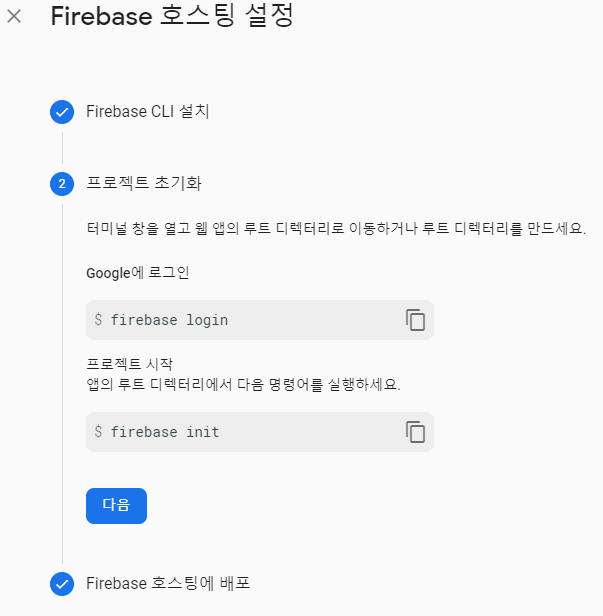 Firebase 호스팅 설정
Firebase CLI 설치
2 프로젝트 초기화
터미널 창을 열고 웹 앱의 루트 디렉터리로 이동하거나 루트 디렉터리를 만드세요.
Google에 로그인
$ firebase login
프로젝트 시작
앱의 루트 디렉터리에서 다음 명령어를 실행하세요.
$ firebase init
다음
Firebase 호스팅에 배포